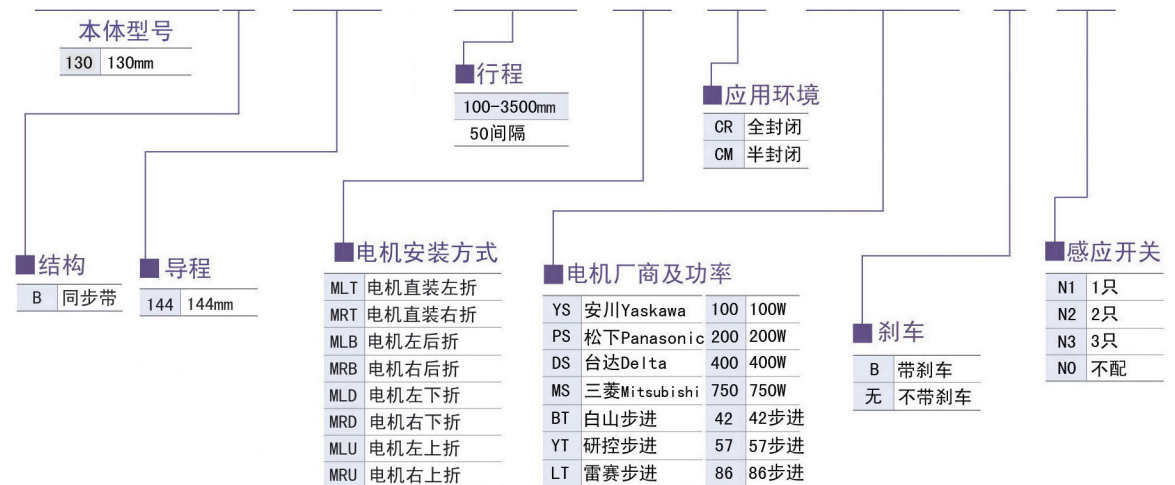 本体型号
130 130mm
■行程
100-3500mm
50间隔
■应用环境
CR 全封闭
CM 半封闭
■结构
B 同步带
■导程
144 144mm
■电机安装方式
MLT 电机直装左折
MRT 电机直装右折
MLB 电机左后折
MRB 电机右后折
MLD 电机左下折
MRD 电机右下折
MLU 电机左上折
MRU 电机右上折
■电机厂商及功率
YS 安川Yaskawa 100 100W
PS 松下Panasonic 200 200W
DS 台达Delta 400 400W
MS 三菱Mitsubishi 750 750W
BT 白山步进 42 42步进
YT 研控步进 57 57步进
LT 雷赛步进 86 86步进
■刹车
B 带刹车
无 不带刹车
■感应开关
N1 1只
N2 2只
N3 3只
N0 不配